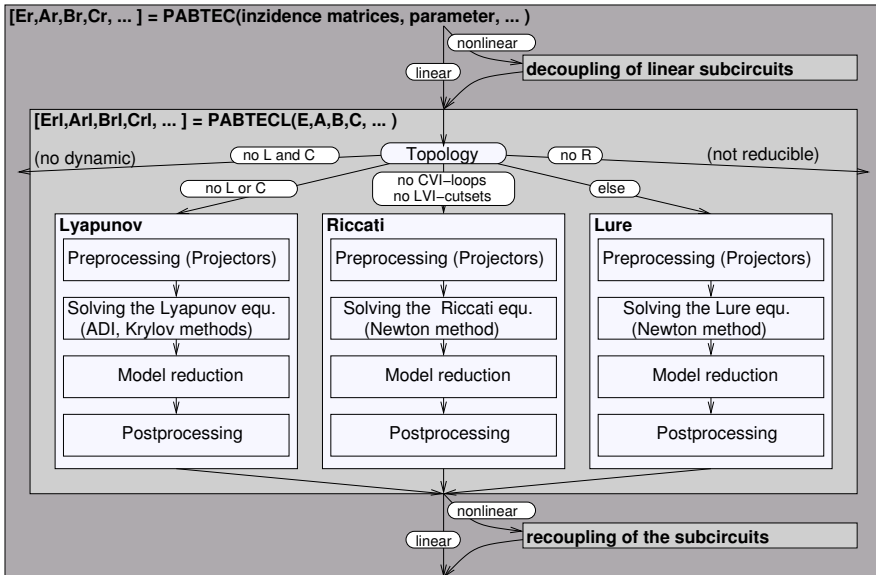 [Er,Ar,Br,Cr, ... ] = PABTEC(inzidence matrices, parameter, ... )
nonlinear
linear
decoupling of linear subcircuits
[Erl,Arl,Brl,Crl, ... ] = PABTECL(E,A,B,C, ... )
(no dynamic)
no L and C
Topology
no R
(not reducible)
no L or C
no CVI−loops
no LVI−cutsets
else
Lyapunov
Preprocessing (Projectors)
Solving the Lyapunov equ.
(ADI, Krylov methods)
Model reduction
Postprocessing
Riccati
Preprocessing (Projectors)
Solving the Riccati equ.
(Newton method)
Model reduction
Postprocessing
Lure
Preprocessing (Projectors)
Solving the Lure equ.
(Newton method)
Model reduction
Postprocessing
nonlinear
linear
recoupling of the subcircuits